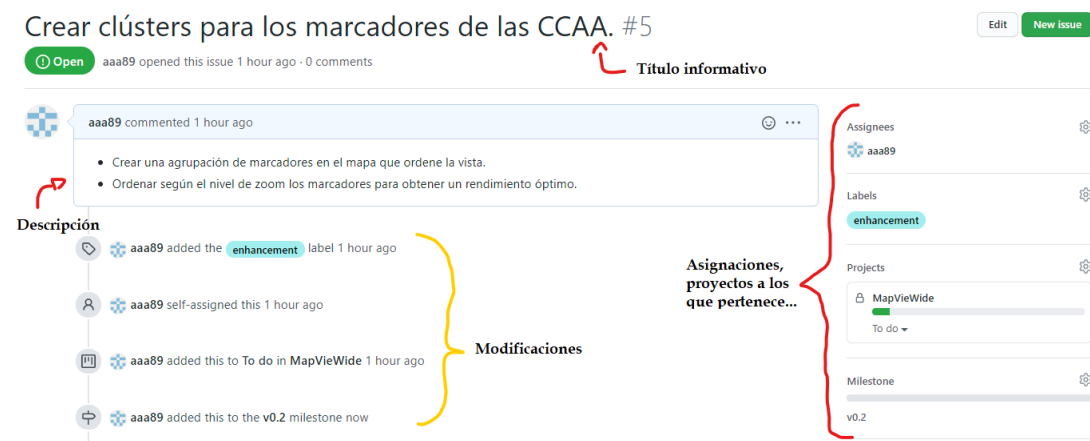 Crear clústers para los marcadores de las CCAA. #5
Edit
New issue
Open
aaa89 opened this issue 1 hour ago · 0 comments
Título informativo
aaa89 commented 1 hour ago
• Crear una agrupación de marcadores en el mapa que ordene la vista.
• Ordenar según el nivel de zoom los marcadores para obtener un rendimiento óptimo.
Descripción
aaa89 added the enhancement label 1 hour ago
aaa89 self-assigned this 1 hour ago
aaa89 added this to To do in MapVieWide 1 hour ago
aaa89 added this to the v0.2 milestone now
Modificaciones
Asignaciones,
proyectos a los
que pertenece...
Assignees
aaa89
Labels
enhancement
Projects
MapVieWide
To do
Milestone
v0.2